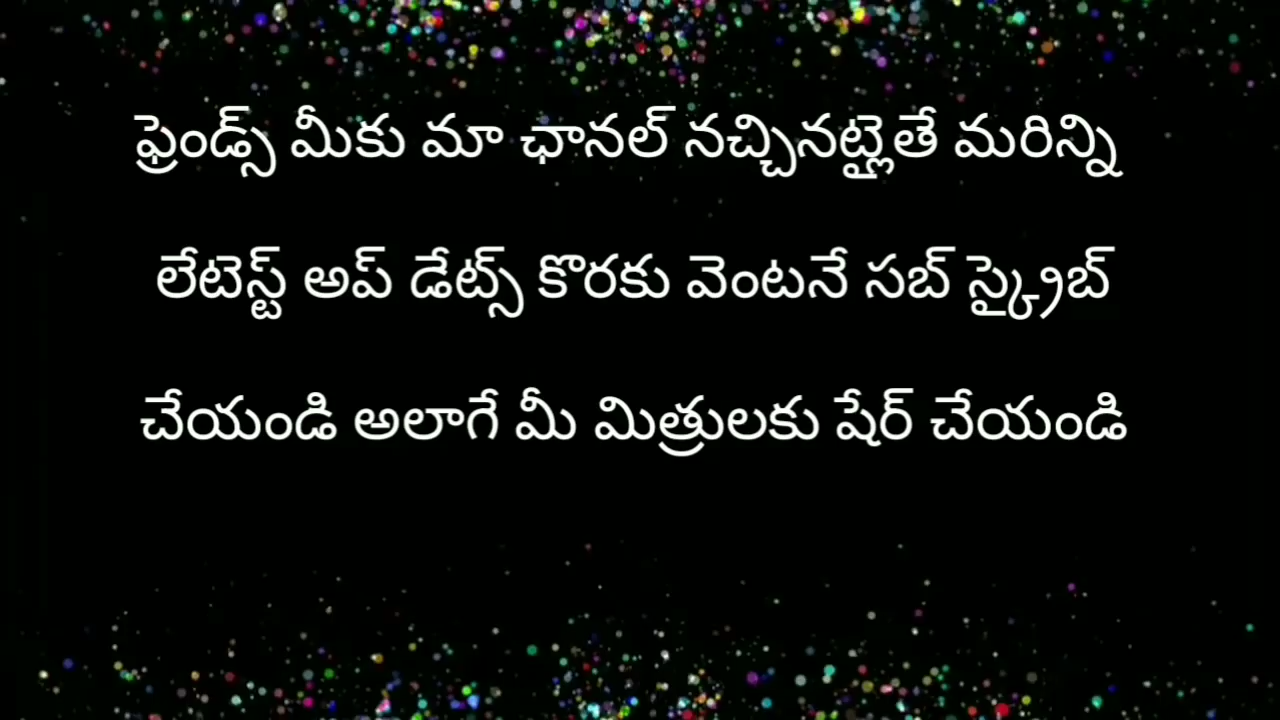 ఫ్రెండ్స్ మీకు మా ఛానల్ నచ్చినట్లైతే మరిన్ని
లేటెస్ట్ అప్ డేట్స్ కొరకు వెంటనే సబ్ స్క్రైబ్
చేయండి అలాగే మీ మిత్రులకు షేర్ చేయండి